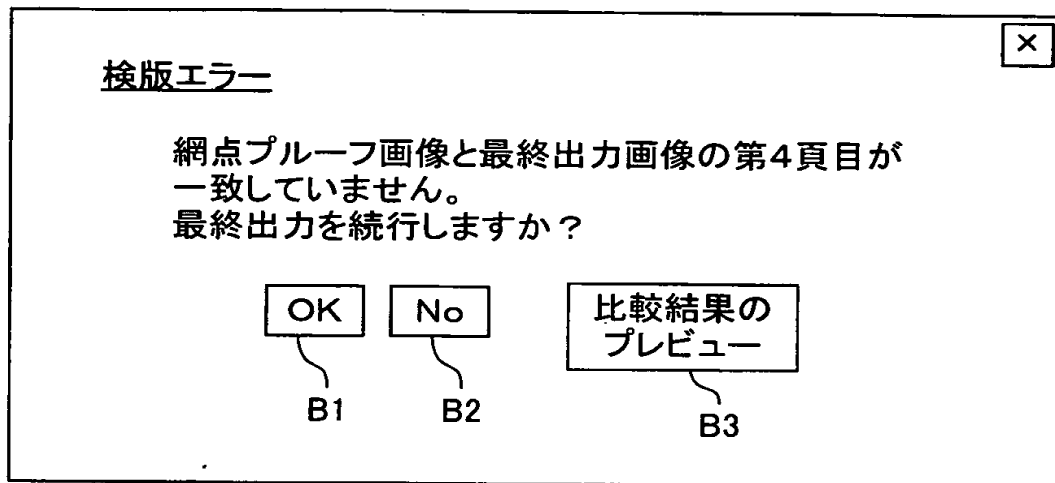 ×
検版エラー
網点プルーフ画像と最終出力画像の第4頁目が
一致していません。
最終出力を続行しますか？
OK
No
比較結果の
プレビュー
B1
B2
B3